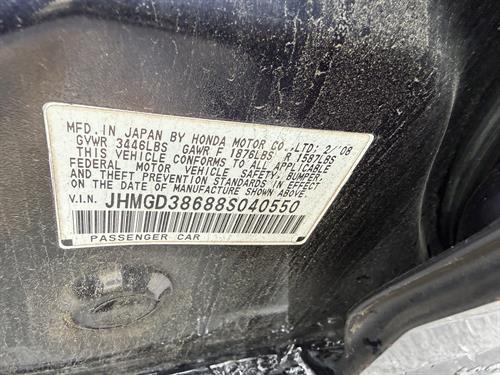 MFD. IN JAPAN BY HONDA MOTOR CO., LTD; 2/'08
GVWR 3446LBS GAWR F 1876LBS R 1587LBS
THIS VEHICLE CONFORMS TO ALL APPLICABLE
FEDERAL MOTOR VEHICLE SAFETY, BUMPER,
AND THEFT PREVENTION STANDARDS IN EFFECT
ON THE DATE OF MANUFACTURE SHOWN ABOVE.
V.I.N. JHMGD38688S040550
PASSENGER CAR